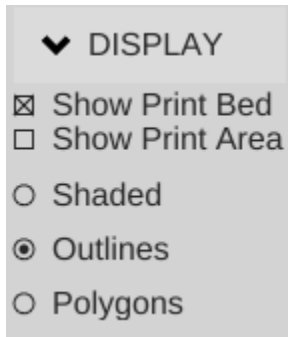 DISPLAY
Show Print Bed
Show Print Area
Shaded
Outlines
Polygons